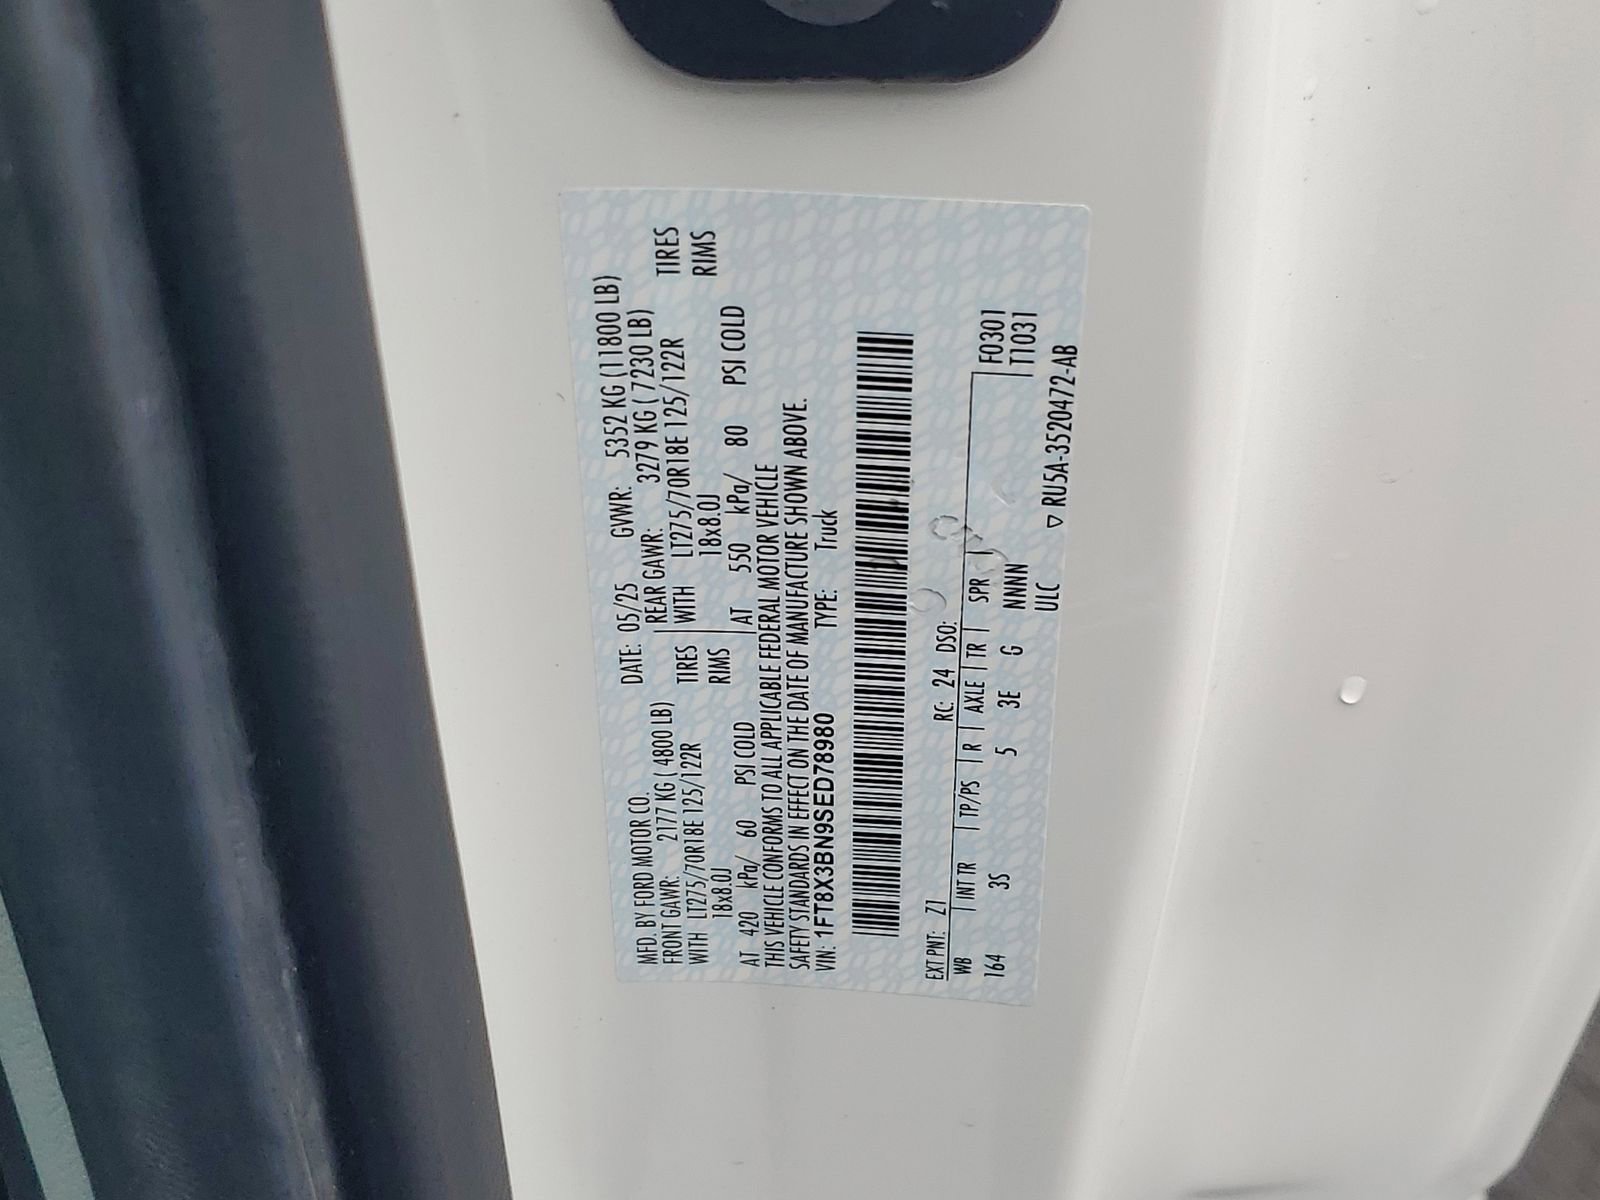 MFD. BY FORD MOTOR CO. DATE: 05/25 GVWR: 5352 KG (11800 LB)
FRONT GAWR: 2177 KG ( 4800 LB) REAR GAWR: 3279 KG ( 7230 LB)
WITH LT275/70R18E 125/122R TIRES WITH LT275/70R18E 125/122R TIRES
18x8.0J RIMS 18x8.0J RIMS
AT 420 kPa/ 60 PSI COLD AT 550 kPa/ 80 PSI COLD
THIS VEHICLE CONFORMS TO ALL APPLICABLE FEDERAL MOTOR VEHICLE
SAFETY STANDARDS IN EFFECT ON THE DATE OF MANUFACTURE SHOWN ABOVE.
VIN: 1FT8X3BN9SED78980 TYPE: Truck
EXT PNT: Z1 RC: 24 DSO:
WB | INT TR | TP/PS | R | AXLE | TR | SPR | F0301
164 3S 5 3E G NNNN T1031
ULC ▽ RU5A-3520472-AB